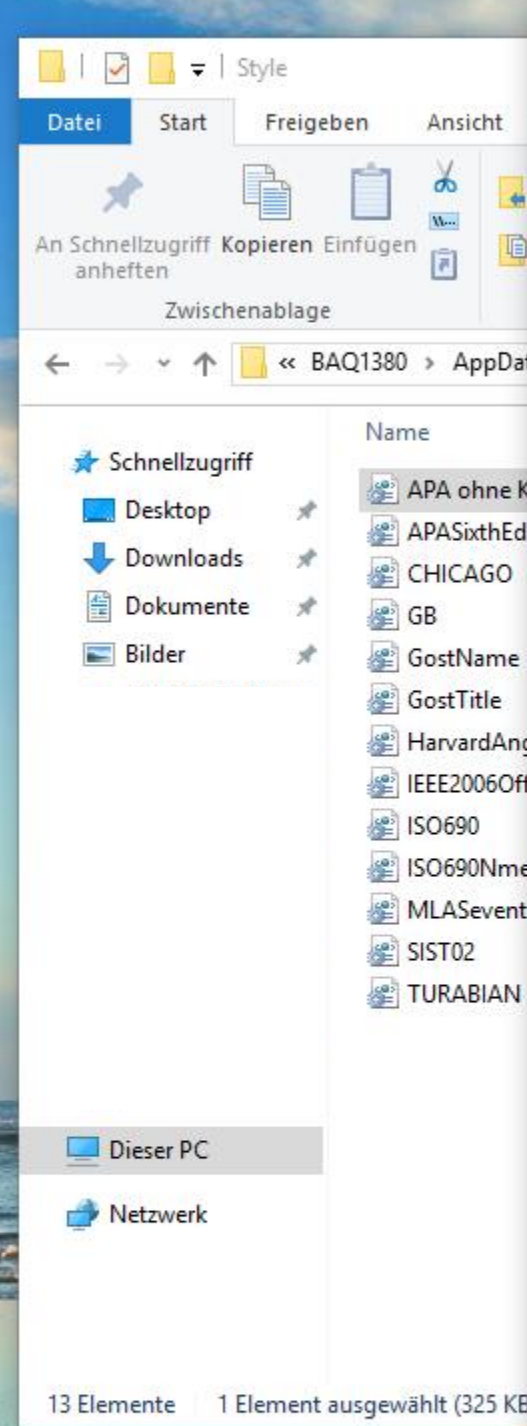 Style
Datei Start Freigeben Ansicht
An Schnellzugriff anheften Kopieren Einfügen
Zwischenablage
« BAQ1380 > AppDat
Name
Schnellzugriff
Desktop
Downloads
Dokumente
Bilder
APA ohne K
APASixthEd
CHICAGO
GB
GostName
GostTitle
HarvardAng
IEEE2006Off
ISO690
ISO690Nme
MLASevent
SIST02
TURABIAN
Dieser PC
Netzwerk
13 Elemente 1 Element ausgewählt (325 KB